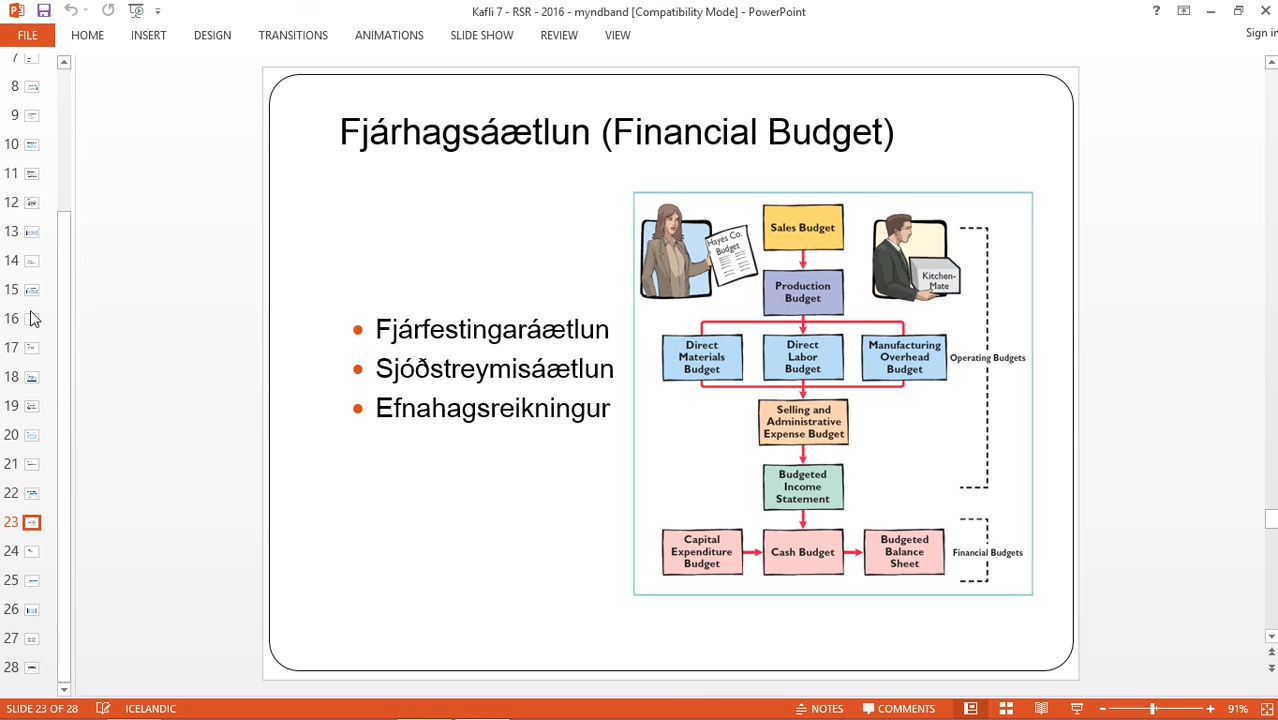 Kafli 7 - RSR - 2016 - myndband [Compatibility Mode] - PowerPoint
?
FILE HOME INSERT DESIGN TRANSITIONS ANIMATIONS SLIDE SHOW REVIEW VIEW
Sign in
7
8
9
10
11
12
13
14
15
16
17
18
19
20
21
22
23
24
25
26
27
28
Fjárhagsáætlun (Financial Budget)
Fjárfestingaráætlun
Sjóðstreymisáætlun
Efnahagsreikningur
Hayes Co.
Budget
Sales Budget
Kitchen-
Mate
Production
Budget
Direct
Materials
Budget
Direct
Labor
Budget
Manufacturing
Overhead
Budget
Operating Budgets
Selling and
Administrative
Expense Budget
Budgeted
Income
Statement
Capital
Expenditure
Budget
Cash Budget
Budgeted
Balance
Sheet
Financial Budgets
SLIDE 23 OF 28 ICELANDIC NOTES COMMENTS 91%